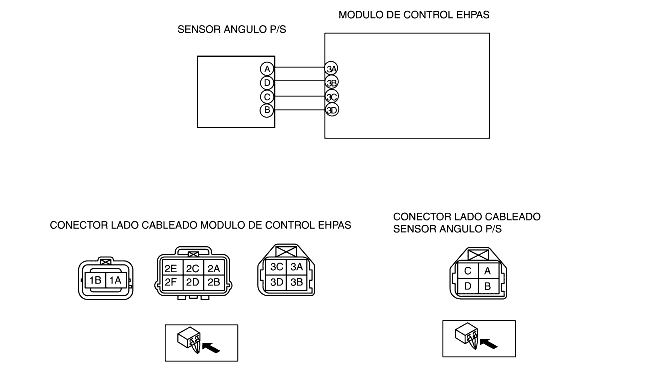 MODULO DE CONTROL EHPAS
SENSOR ANGULO P/S
A 3A
D 3B
C 3C
B 3D
CONECTOR LADO CABLEADO MODULO DE CONTROL EHPAS
CONECTOR LADO CABLEADO
SENSOR ANGULO P/S
1B 1A
2E 2C 2A
2F 2D 2B
3C 3A
3D 3B
C A
D B